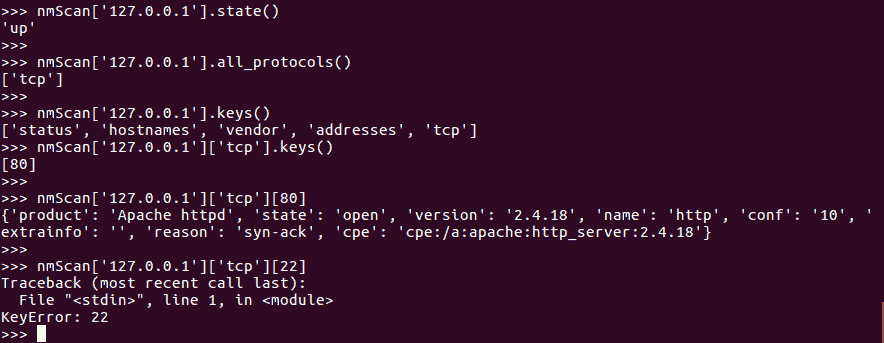 >>> nmScan['127.0.0.1'].state()
'up'
>>>
>>> nmScan['127.0.0.1'].all_protocols()
['tcp']
>>>
>>> nmScan['127.0.0.1'].keys()
['status', 'hostnames', 'vendor', 'addresses', 'tcp']
>>> nmScan['127.0.0.1']['tcp'].keys()
[80]
>>>
>>> nmScan['127.0.0.1']['tcp'][80]
{'product': 'Apache httpd', 'state': 'open', 'version': '2.4.18', 'name': 'http', 'conf': '10', '
extrainfo': '', 'reason': 'syn-ack', 'cpe': 'cpe:/a:apache:http_server:2.4.18'}
>>>
>>> nmScan['127.0.0.1']['tcp'][22]
Traceback (most recent call last):
  File "<stdin>", line 1, in <module>
KeyError: 22
>>>